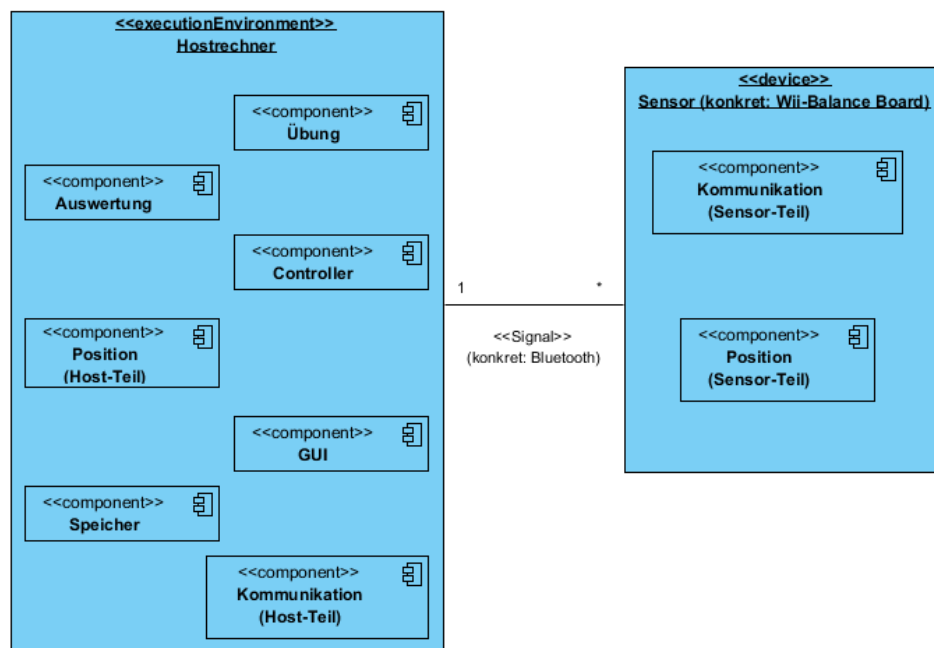 <<executionEnvironment>>
Hostrechner
<<component>>
Übung
<<component>>
Auswertung
<<component>>
Controller
<<component>>
Position
(Host-Teil)
<<component>>
GUI
<<component>>
Speicher
<<component>>
Kommunikation
(Host-Teil)
1
*
<<Signal>>
(konkret: Bluetooth)
<<device>>
Sensor (konkret: Wii-Balance Board)
<<component>>
Kommunikation
(Sensor-Teil)
<<component>>
Position
(Sensor-Teil)